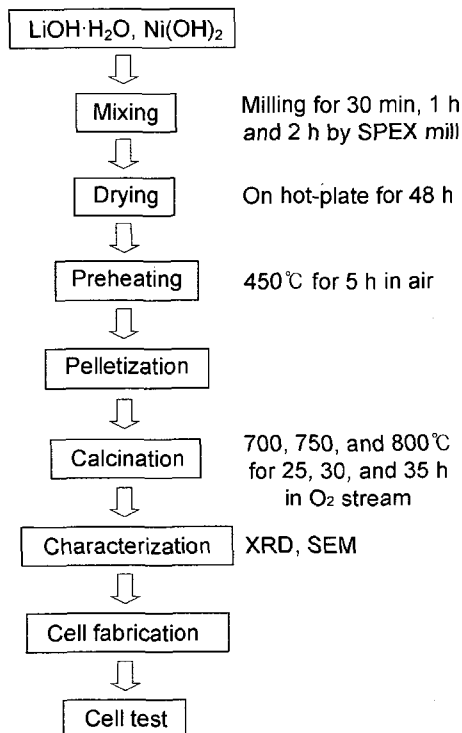 LiOH·H₂O, Ni(OH)₂
Mixing
Milling for 30 min, 1 h
and 2 h by SPEX mill
Drying
On hot-plate for 48 h
Preheating
450℃ for 5 h in air
Pelletization
Calcination
700, 750, and 800℃
for 25, 30, and 35 h
in O₂ stream
Characterization
XRD, SEM
Cell fabrication
Cell test